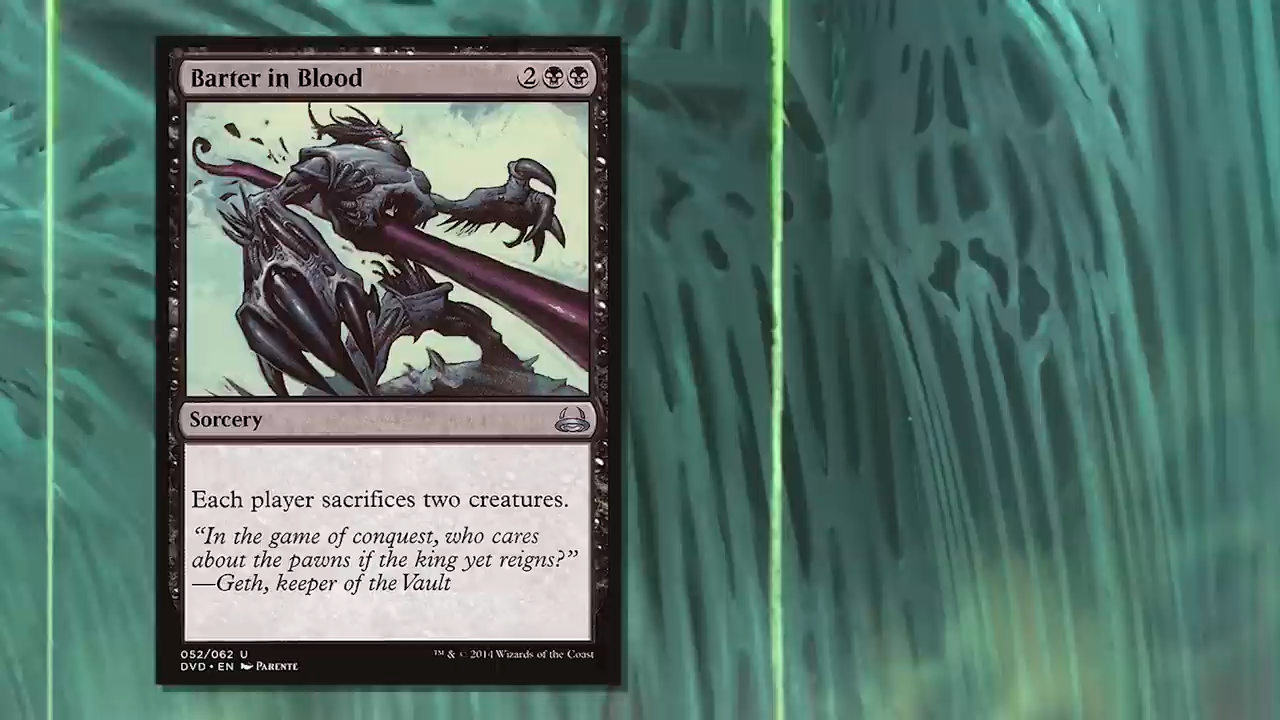 Barter in Blood 2
Sorcery
Each player sacrifices two creatures.
“In the game of conquest, who cares
about the pawns if the king yet reigns?”
—Geth, keeper of the Vault
052/062 U
DVD • EN PARENTE
™ & © 2014 Wizards of the Coast